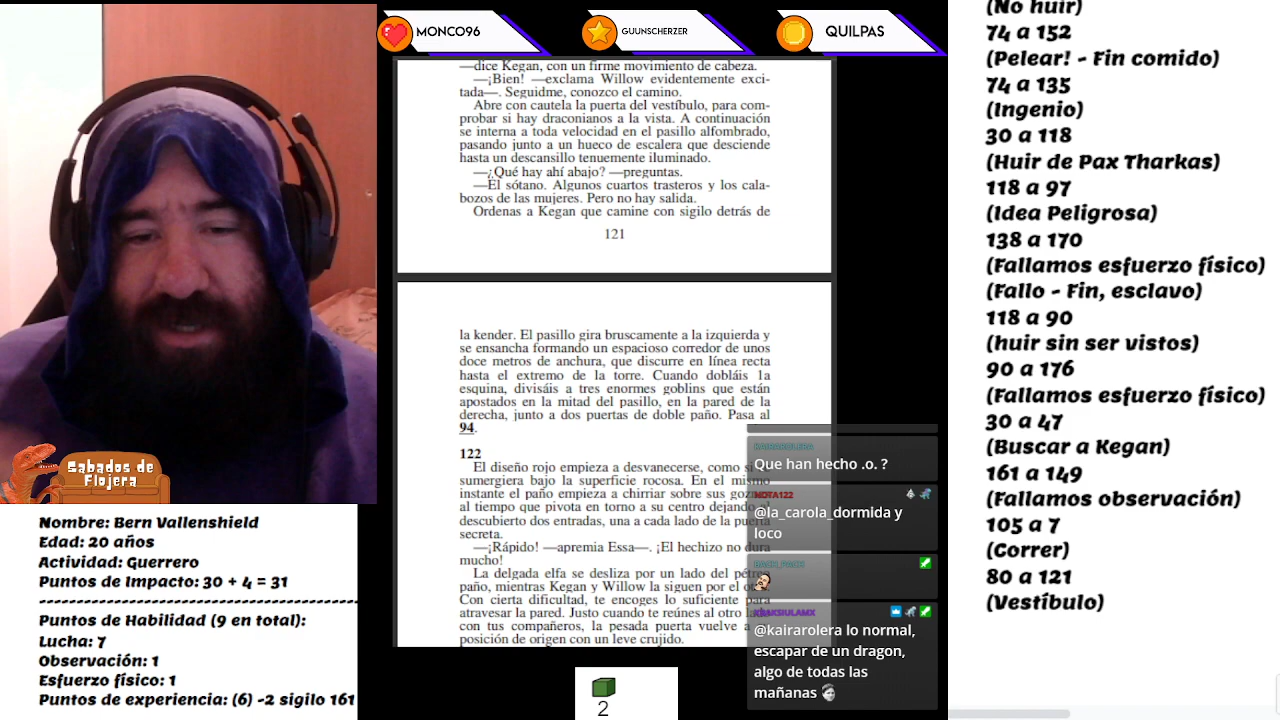 MONCO96
GUUNSCHERZER
QUILPAS
—dice Kegan, con un firme movimiento de cabeza.
—¡Bien! —exclama Willow evidentemente exci-
tada—. Seguidme, conozco el camino.
Abre con cautela la puerta del vestíbulo, para com-
probar si hay draconianos a la vista. A continuación
se interna a toda velocidad en el pasillo alfombrado,
pasando junto a un hueco de escalera que desciende
hasta un descansillo tenuemente iluminado.
—¿Qué hay ahí abajo? —preguntas.
—El sótano. Algunos cuartos trasteros y los cala-
bozos de las mujeres. Pero no hay salida.
Ordenas a Kegan que camine con sigilo detrás de
121
la kender. El pasillo gira bruscamente a la izquierda y
se ensancha formando un espacioso corredor de unos
doce metros de anchura, que discurre en línea recta
hasta el extremo de la torre. Cuando dobláis la
esquina, divisáis a tres enormes goblins que están
apostados en la mitad del pasillo, en la pared de la
derecha, junto a dos puertas de doble paño. Pasa al
94.
122
El diseño rojo empieza a desvanecerse, como si se
sumergiera bajo la superficie rocosa. En el mismo
instante el paño empieza a chirriar sobre sus goznes
al tiempo que pivota en torno a su centro dejando al
descubierto dos entradas, una a cada lado de la puerta
secreta.
—¡Rápido! —apremia Essa—. ¡El hechizo no dura
mucho!
La delgada elfa se desliza por un lado del pétreo
paño, mientras Kegan y Willow la siguen por el otro.
Con cierta dificultad, te encoges lo suficiente para
atravesar la pared. Justo cuando te reúnes al otro lado
con tus compañeros, la pesada puerta vuelve a
posición de origen con un leve crujido.
Que han hecho .o. ?
NOTA122
@la_carola_dormida y
loco
@kairarolera lo normal,
escapar de un dragon,
algo de todas las
mañanas
2
Sabados de
Flojera
Nombre: Bern Vallenshield
Edad: 20 años
Actividad: Guerrero
Puntos de Impacto: 30 + 4 = 31
Puntos de Habilidad (9 en total):
Lucha: 7
Observación: 1
Esfuerzo físico: 1
Puntos de experiencia: (6) -2 sigilo 161
(No huir)
74 a 152
(Pelear! - Fin comido)
74 a 135
(Ingenio)
30 a 118
(Huir de Pax Tharkas)
118 a 97
(Idea Peligrosa)
138 a 170
(Fallamos esfuerzo físico)
(Fallo - Fin, esclavo)
118 a 90
(huir sin ser vistos)
90 a 176
(Fallamos esfuerzo físico)
30 a 47
(Buscar a Kegan)
161 a 149
(Fallamos observación)
105 a 7
(Correr)
80 a 121
(Vestíbulo)